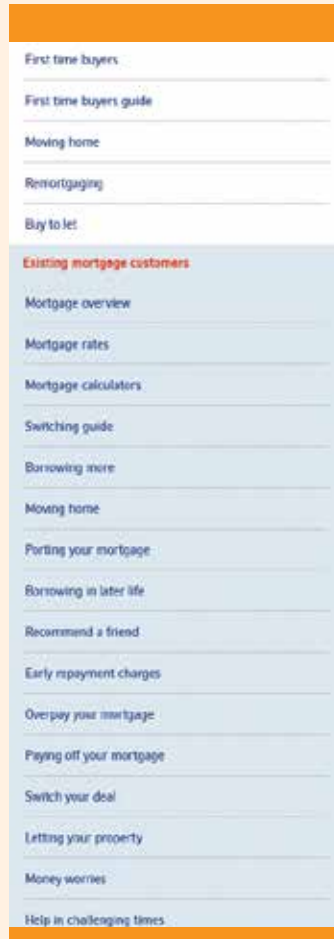 First time buyers
First time buyers guide
Moving home
Remortgaging
Buy to let
Existing mortgage customers
Mortgage overview
Mortgage rates
Mortgage calculators
Switching guide
Borrowing more
Moving home
Porting your mortgage
Borrowing in later life
Recommend a friend
Early repayment charges
Overpay your mortgage
Paying off your mortgage
Switch your deal
Letting your property
Money worries
Help in challenging times